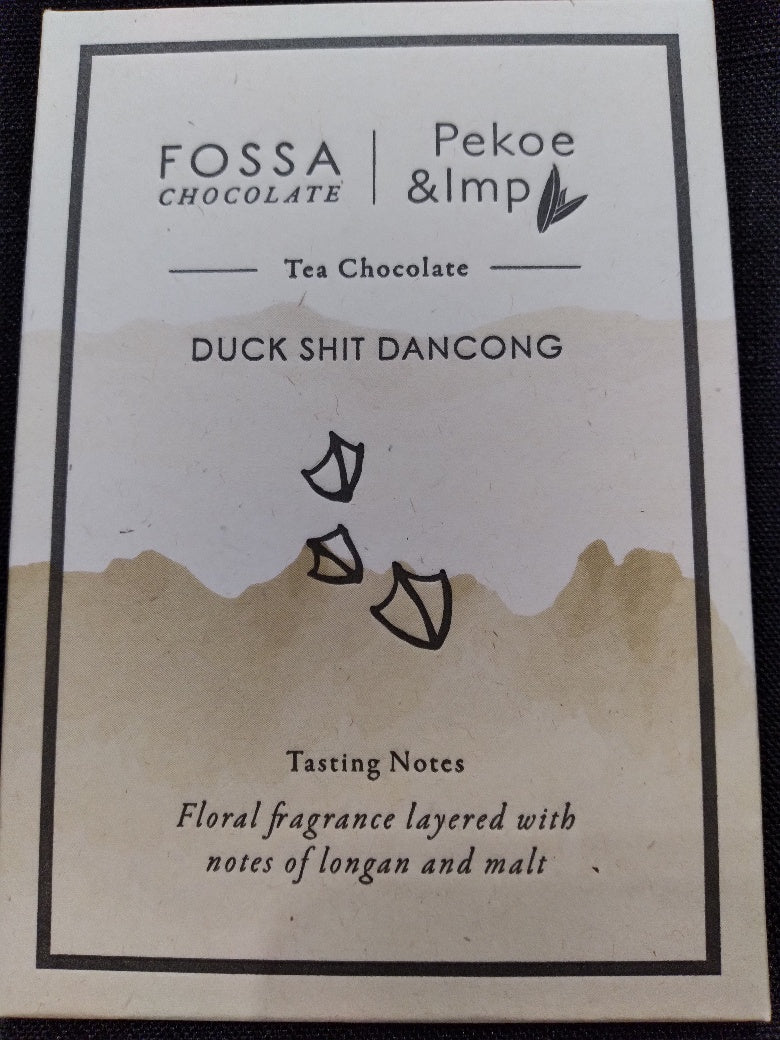 FOSSA
CHOCOLATE
Pekoe
&Imp
Tea Chocolate
DUCK SHIT DANCONG
Tasting Notes
Floral fragrance layered with
notes of longan and malt